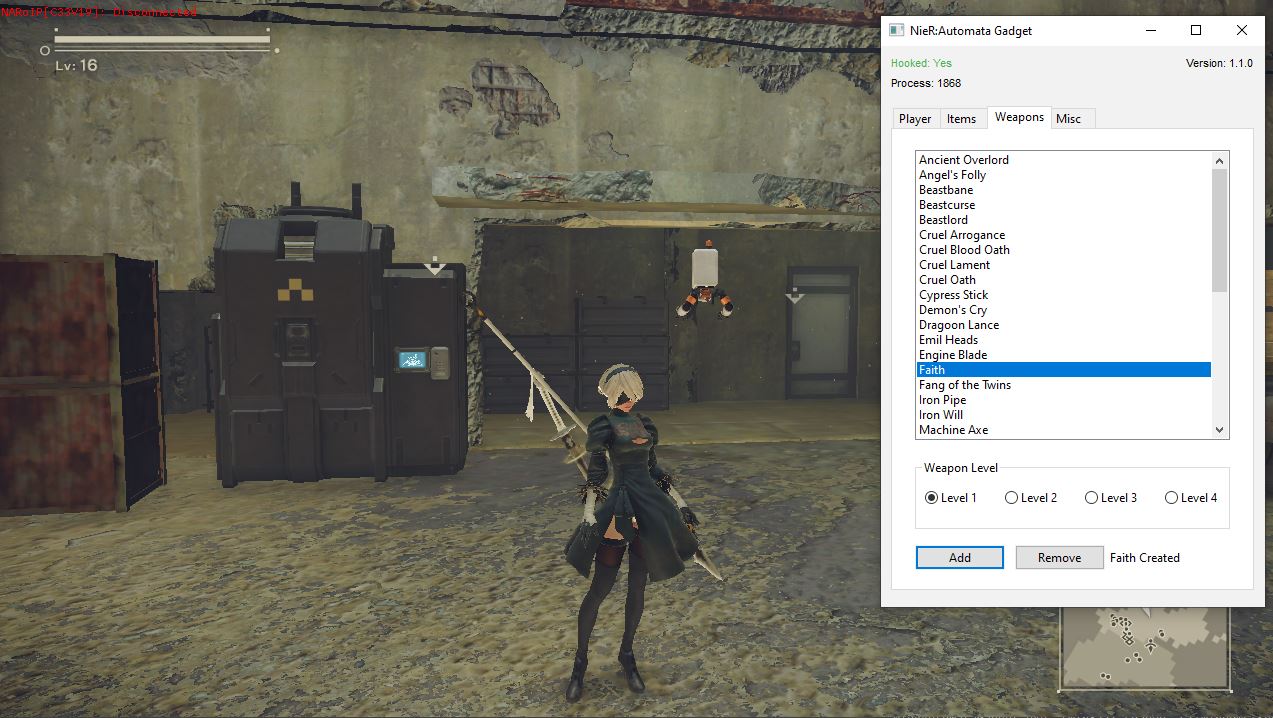 NARoIP[C33%19]: Disconnected
Lv: 16
NieR:Automata Gadget
Hooked: Yes
Version: 1.1.0
Process: 1868
Player Items Weapons Misc
Ancient Overlord
Angel's Folly
Beastbane
Beastcurse
Beastlord
Cruel Arrogance
Cruel Blood Oath
Cruel Lament
Cruel Oath
Cypress Stick
Demon's Cry
Dragoon Lance
Emil Heads
Engine Blade
Faith
Fang of the Twins
Iron Pipe
Iron Will
Machine Axe
Weapon Level
Level 1 Level 2 Level 3 Level 4
Add Remove Faith Created